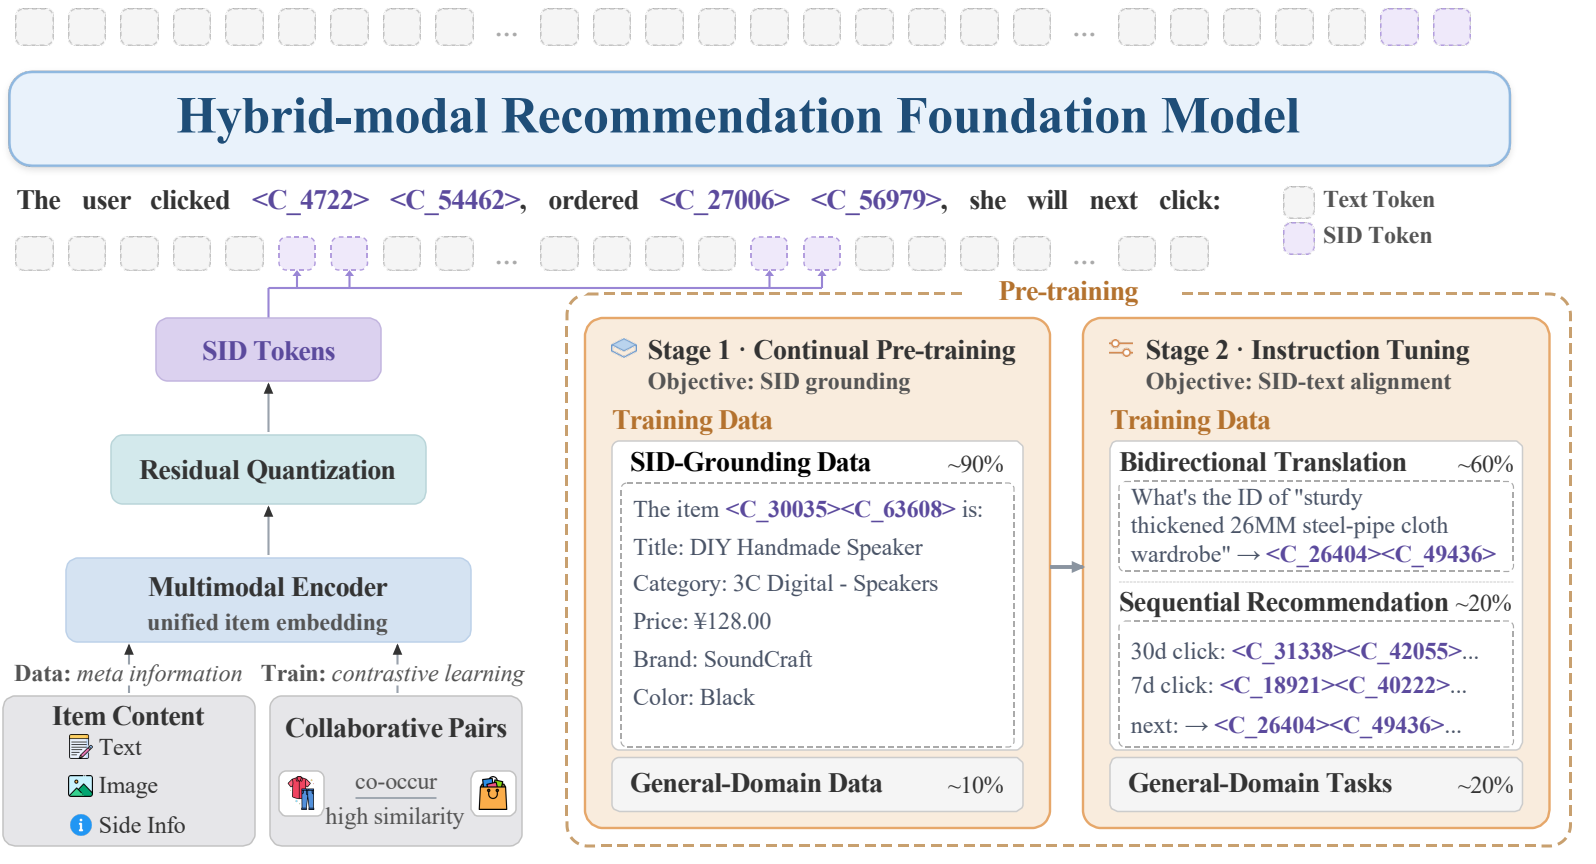 Hybrid-modal Recommendation Foundation Model
The user clicked <C_4722> <C_54462>, ordered <C_27006> <C_56979>, she will next click:
Text Token
SID Token
SID Tokens
Residual Quantization
Multimodal Encoder
unified item embedding
Data: meta information
Train: contrastive learning
Item Content
Text
Image
Side Info
Collaborative Pairs
co-occur
high similarity
Pre-training
Stage 1 · Continual Pre-training
Objective: SID grounding
Training Data
SID-Grounding Data ~90%
The item <C_30035><C_63608> is:
Title: DIY Handmade Speaker
Category: 3C Digital - Speakers
Price: ¥128.00
Brand: SoundCraft
Color: Black
General-Domain Data ~10%
Stage 2 · Instruction Tuning
Objective: SID-text alignment
Training Data
Bidirectional Translation ~60%
What's the ID of "sturdy
thickened 26MM steel-pipe cloth
wardrobe" → <C_26404><C_49436>
Sequential Recommendation ~20%
30d click: <C_31338><C_42055>...
7d click: <C_18921><C_40222>...
next: → <C_26404><C_49436>...
General-Domain Tasks ~20%